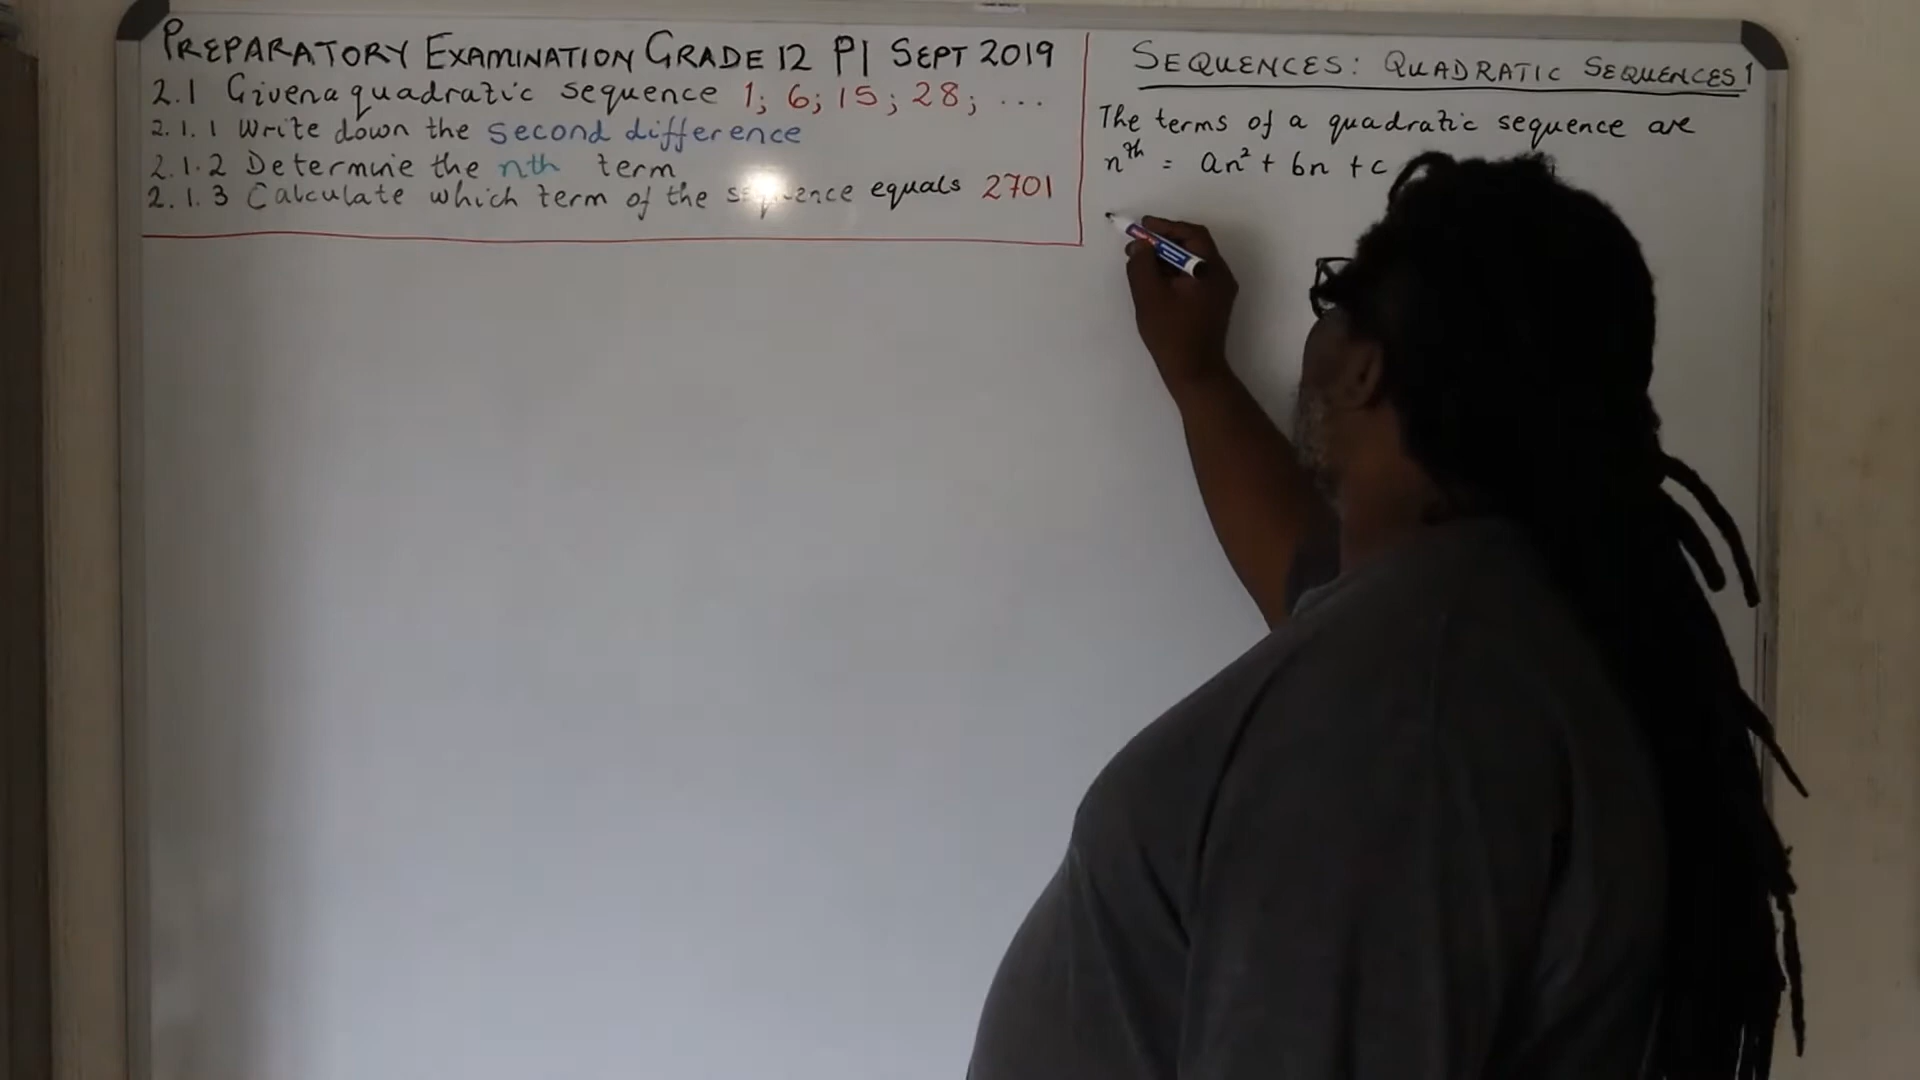 PREPARATORY EXAMINATION GRADE 12 P1 SEPT 2019
2.1 Given a quadratic sequence 1; 6; 15; 28; ...
2.1.1 Write down the second difference
2.1.2 Determine the nth term
2.1.3 Calculate which term of the sequence equals 2701
SEQUENCES: QUADRATIC SEQUENCES 1
The terms of a quadratic sequence are
nth = an² + bn + c